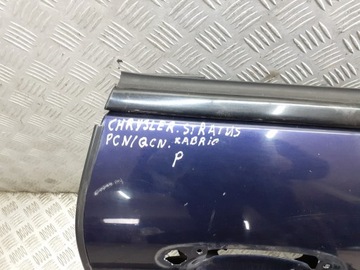 CHRYSLER. STRATUS
PCN/QCN. KABRIO
P